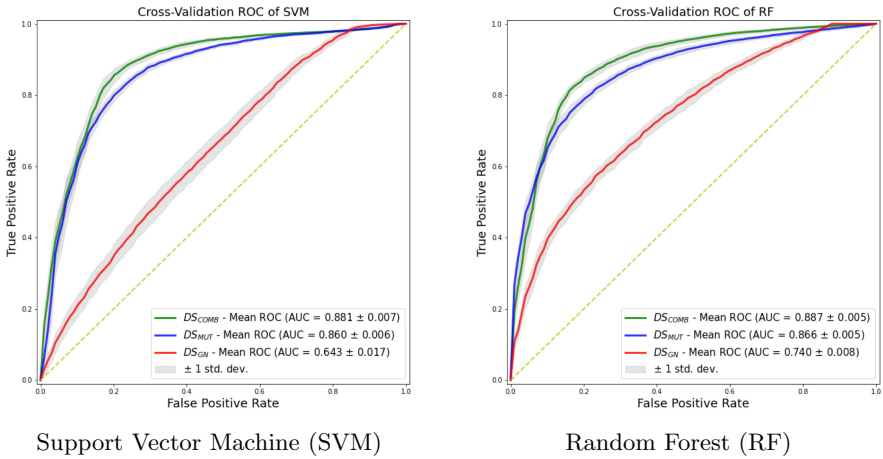 Cross-Validation ROC of SVM
True Positive Rate
1.0
0.8
0.6
0.4
0.2
0.0
DS_COMB - Mean ROC (AUC = 0.881 ± 0.007)
DS_MUT - Mean ROC (AUC = 0.860 ± 0.006)
DS_GN - Mean ROC (AUC = 0.643 ± 0.017)
± 1 std. dev.
0.0 0.2 0.4 0.6 0.8 1.0
False Positive Rate
Support Vector Machine (SVM)
Cross-Validation ROC of RF
True Positive Rate
1.0
0.8
0.6
0.4
0.2
0.0
DS_COMB - Mean ROC (AUC = 0.887 ± 0.005)
DS_MUT - Mean ROC (AUC = 0.866 ± 0.005)
DS_GN - Mean ROC (AUC = 0.740 ± 0.008)
± 1 std. dev.
0.0 0.2 0.4 0.6 0.8 1.0
False Positive Rate
Random Forest (RF)